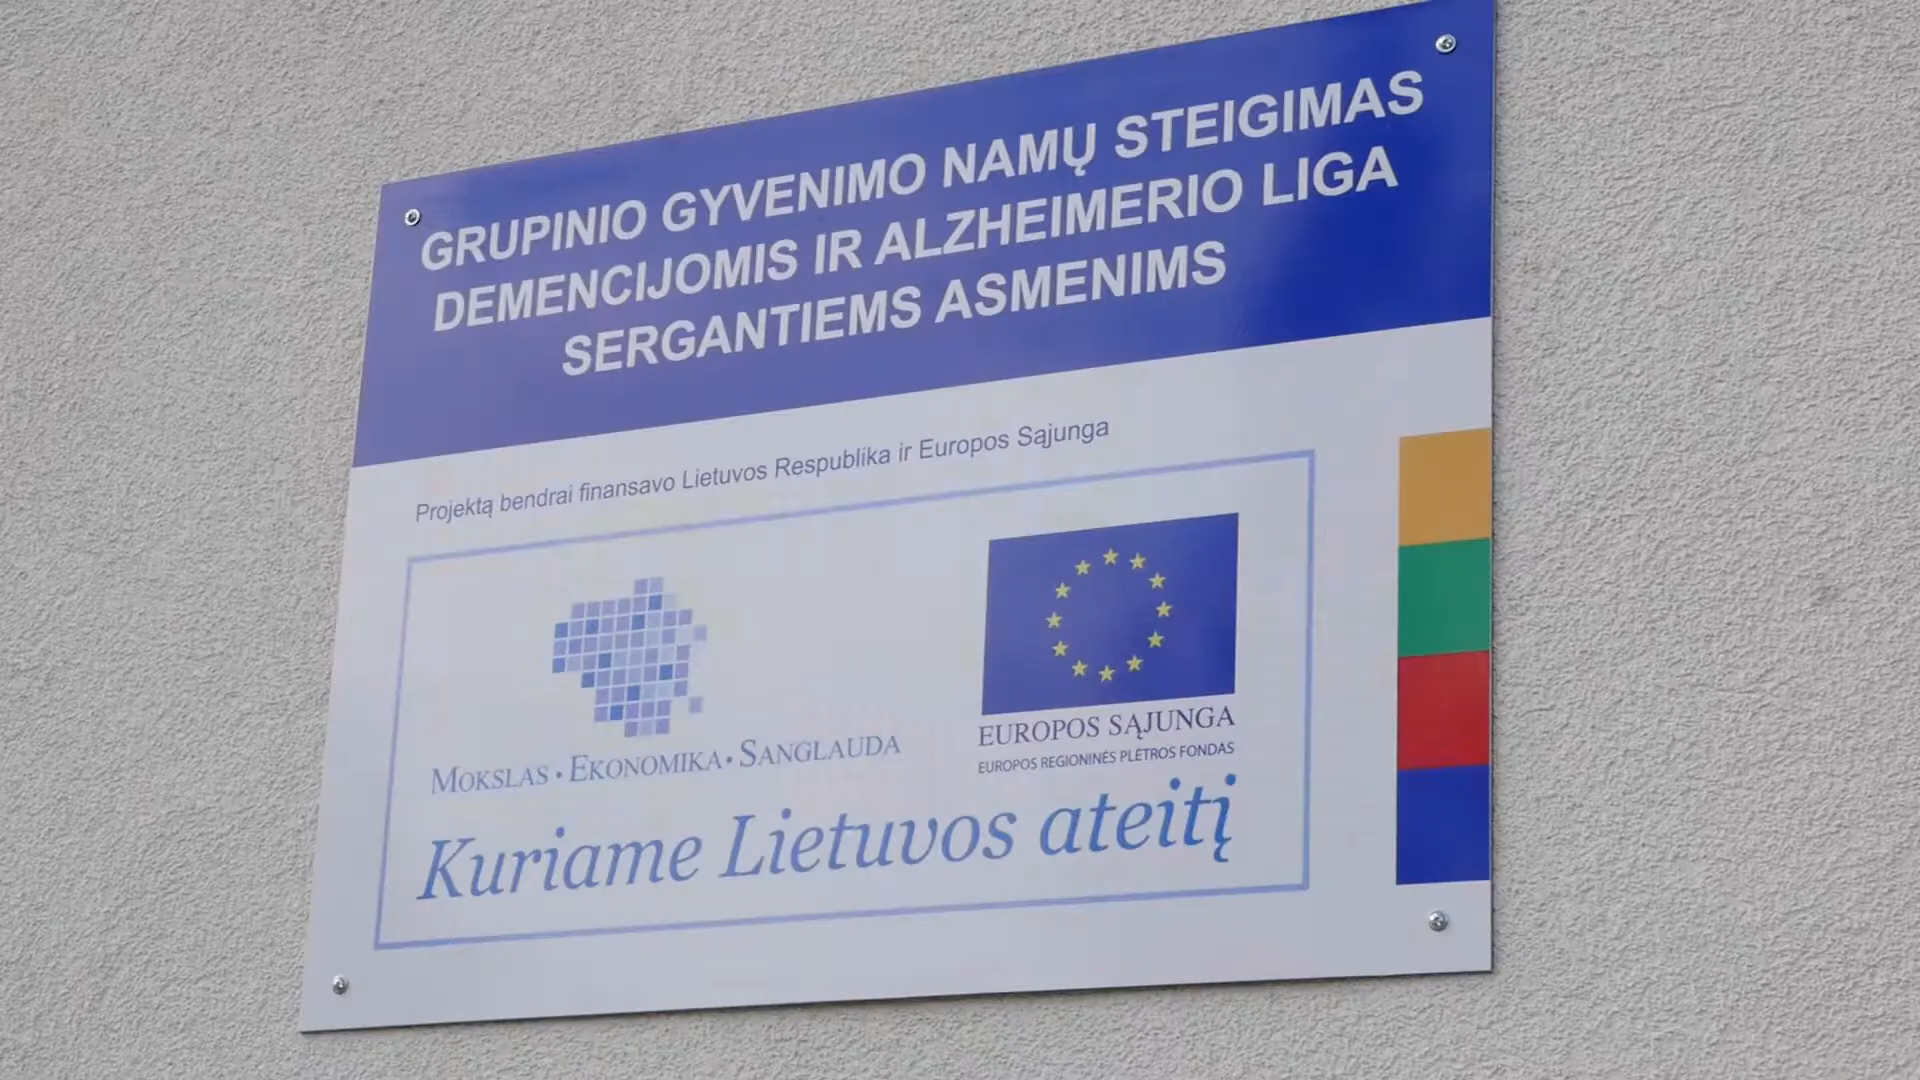 GRUPINIO GYVENIMO NAMŲ STEIGIMAS
DEMENCIJOMIS IR ALZHEIMERIO LIGA
SERGANTIEMS ASMENIMS
Projektą bendrai finansavo Lietuvos Respublika ir Europos Sąjunga
MOKSLAS • EKONOMIKA • SANGLAUDA
EUROPOS SĄJUNGA
EUROPOS REGIONINĖS PLĖTROS FONDAS
Kuriame Lietuvos ateitį